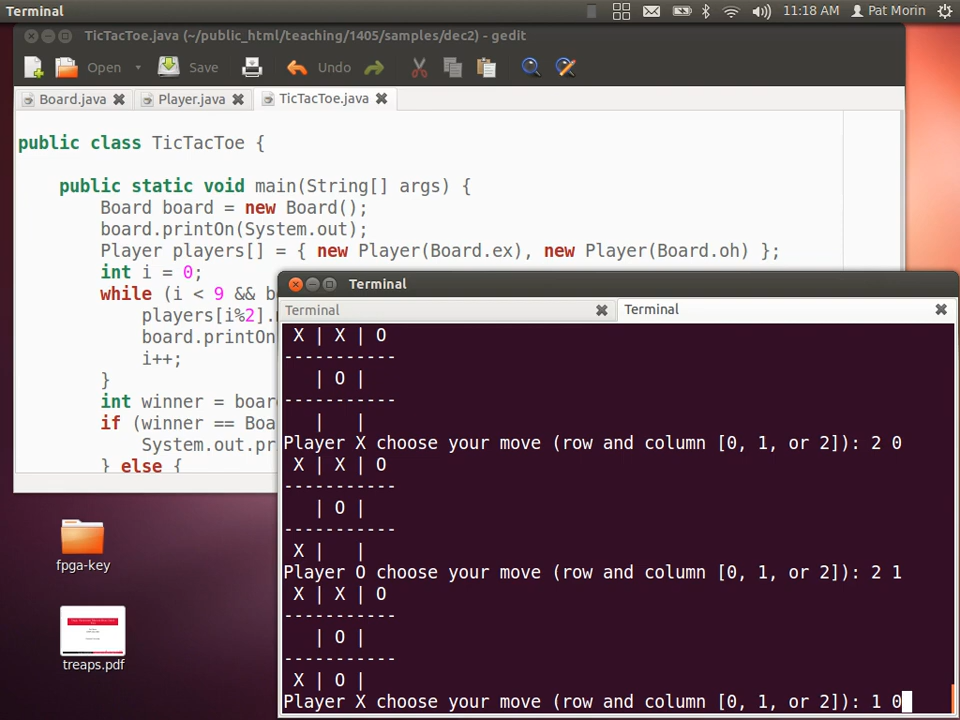 Terminal 11:18 AM Pat Morin
TicTacToe.java (~/public_html/teaching/1405/samples/dec2) - gedit
Open Save Undo
Board.java Player.java TicTacToe.java
public class TicTacToe {
public static void main(String[] args) {
Board board = new Board();
board.printOn(System.out);
Player players[] = { new Player(Board.ex), new Player(Board.oh) };
int i = 0;
while (i < 9 && b
players[i%2].
board.printOn
i++;
}
int winner = boar
if (winner == Boa
System.out.pr
} else {
Terminal
Terminal Terminal
X | X | O
-----------
| O |
-----------
| |
Player X choose your move (row and column [0, 1, or 2]): 2 0
X | X | O
-----------
| O |
-----------
X | |
Player O choose your move (row and column [0, 1, or 2]): 2 1
X | X | O
-----------
| O |
-----------
X | O |
Player X choose your move (row and column [0, 1, or 2]): 1 0
fpga-key
treaps.pdf